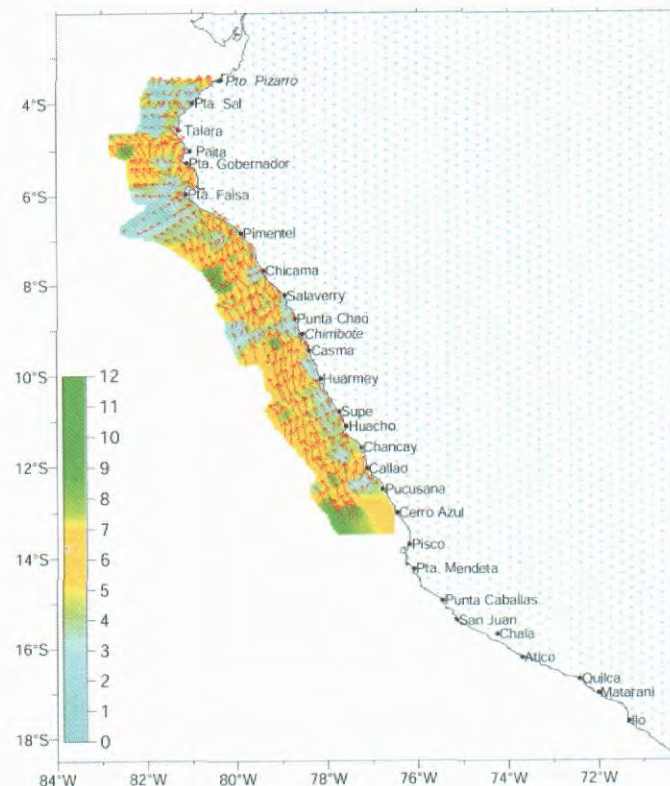 Pto. Pizarro
4°S
Pta. Sal
Talara
Paita
Pta. Gobernador
6°S
Pta. Falsa
Pimentel
Chicama
8°S
Salaverry
Punta Chao
Chimbote
Casma
10°S
Huarmey
12
11
Supe
10
Huacho
9
Chancay
12°S
8
Callao
Pucusana
7
Cerro Azul
6
Pisco
14°S
5
Pta. Mendeta
4
Punta Caballas
3
San Juan
Chala
16°S
2
Atico
1
Quilca
Matarani
0
Ilo
18°S
84°W 82°W 80°W 78°W 76°W 74°W 72°W